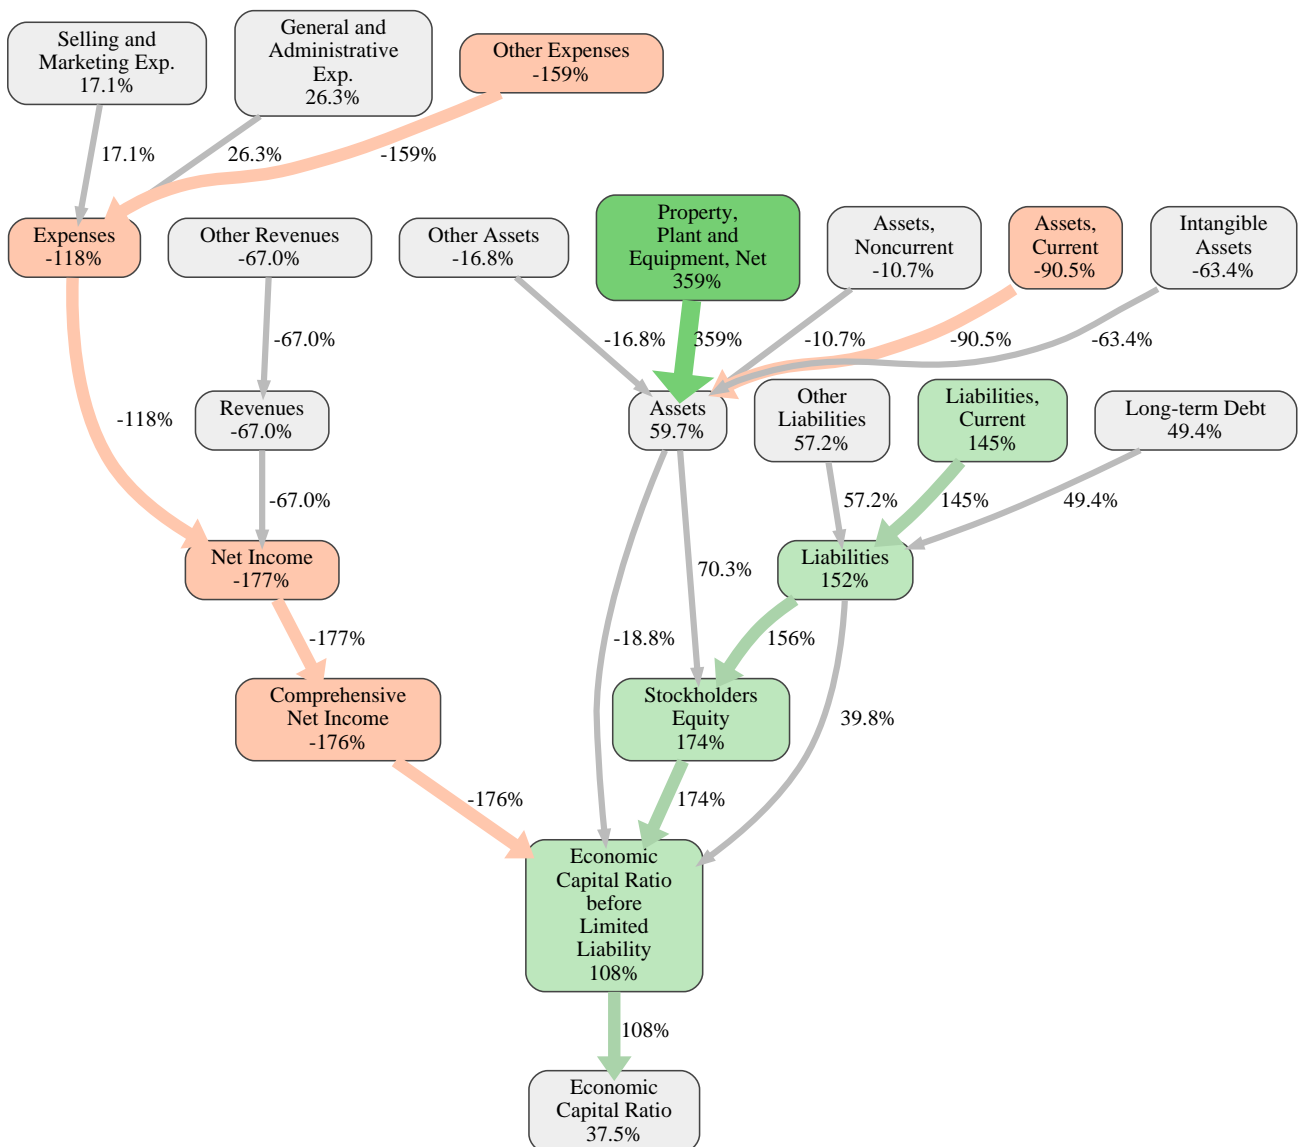 Selling and
Marketing Exp.
17.1%
General and
Administrative
Exp.
26.3%
Other Expenses
-159%
17.1%
26.3%
-159%
Expenses
-118%
Other Revenues
-67.0%
Other Assets
-16.8%
Property,
Plant and
Equipment, Net
359%
Assets,
Noncurrent
-10.7%
Assets,
Current
-90.5%
Intangible
Assets
-63.4%
-67.0%
-16.8%
359%
-10.7%
-90.5%
-63.4%
-118%
Revenues
-67.0%
Assets
59.7%
Other
Liabilities
57.2%
Liabilities,
Current
145%
Long-term Debt
49.4%
-67.0%
57.2%
145%
49.4%
Net Income
-177%
70.3%
Liabilities
152%
-177%
-18.8%
156%
Comprehensive
Net Income
-176%
Stockholders
Equity
174%
39.8%
-176%
174%
Economic
Capital Ratio
before
Limited
Liability
108%
108%
Economic
Capital Ratio
37.5%